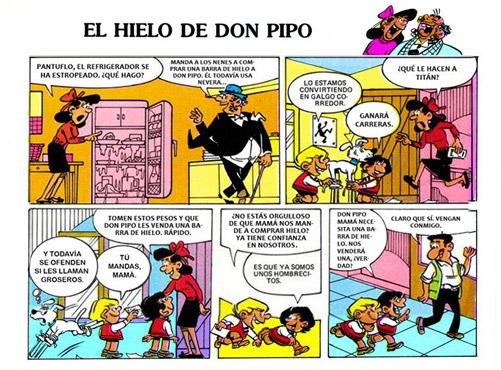 EL HIELO DE DON PIPO
PANTUFLO, EL REFRIGERADOR SE
HA ESTROPEADO. ¿QUÉ HAGO?
MANDA A LOS NENES A COM-
PRAR UNA BARRA DE HIELO A
DON PIPO. ÉL TODAVÍA USA
NEVERA...
LO ESTAMOS
CONVIRTIENDO
EN GALGO CO-
RREDOR.
GANARÁ
CARRERAS.
¿QUÉ LE HACEN A
TITÁN?
TOMEN ESTOS PESOS Y QUE
DON PIPO LES VENDA UNA BA-
RRA DE HIELO. RÁPIDO.
Y TODAVÍA
SE OFENDEN
SI LES LLAMAN
GROSEROS.
TÚ
MANDAS,
MAMÁ.
¿NO ESTÁS ORGULLOSO
DE QUE MAMÁ NOS MAN-
DE A COMPRAR HIELO?
YA TIENE CONFIANZA
EN NOSOTROS.
ES QUE YA SOMOS
UNOS HOMBRECI-
TOS.
DON PIPO
MAMÁ NECE-
SITA UNA BA-
RRA DE HIE-
LO. NOS
VENDERÁ
UNA, ¿VER-
DAD?
CLARO QUE SÍ. VENGAN
CONMIGO.